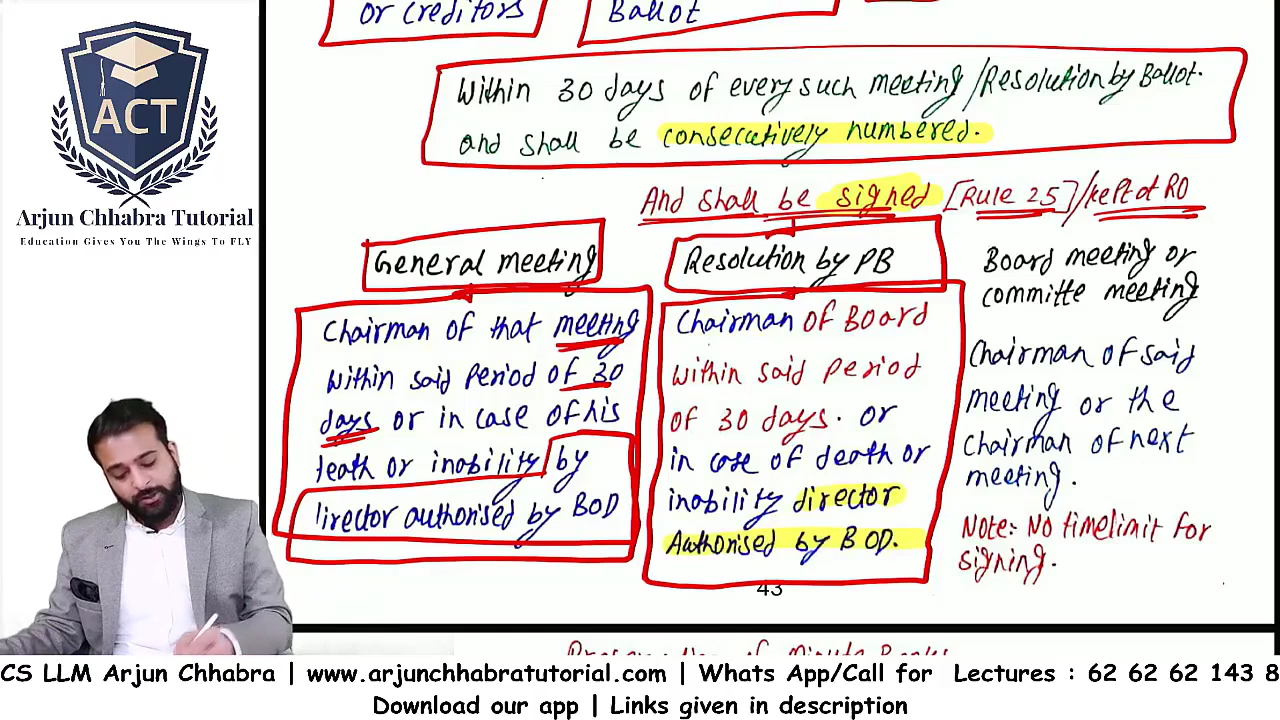 or creditors
Ballot
Within 30 days of every such meeting/Resolution by Ballot.
and shall be consecutively numbered.
And shall be signed [Rule 25]/kept at RO
ACT
Arjun Chhabra Tutorial
Education Gives You The Wings To FLY
General meeting
Chairman of that meeting
within said period of 30
days or in case of his
death or inability by
director authorised by BOD
Resolution by PB
Chairman of Board
within said period
of 30 days. or
in case of death or
inability director
Authorised by BOD.
Board meeting or
committe meeting
Chairman of said
meeting or the
chairman of next
meeting.
Note: No timelimit for
signing.
43
CS LLM Arjun Chhabra | www.arjunchhabratutorial.com | Whats App/Call for Lectures : 62 62 62 143 8
Download our app | Links given in description